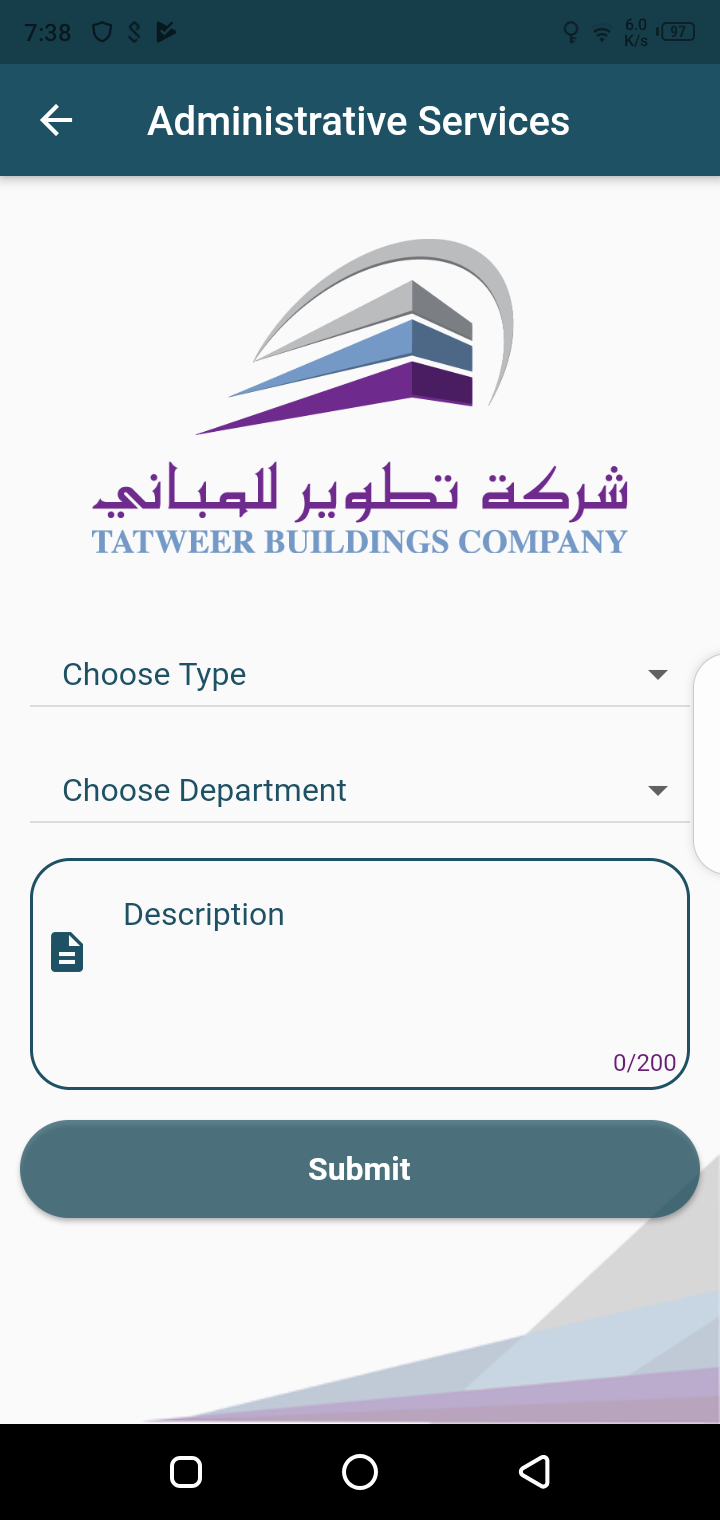 7:38
6.0
K/s
97
Administrative Services
شركة تطوير للمباني
TATWEER BUILDINGS COMPANY
Choose Type
Choose Department
Description
0/200
Submit